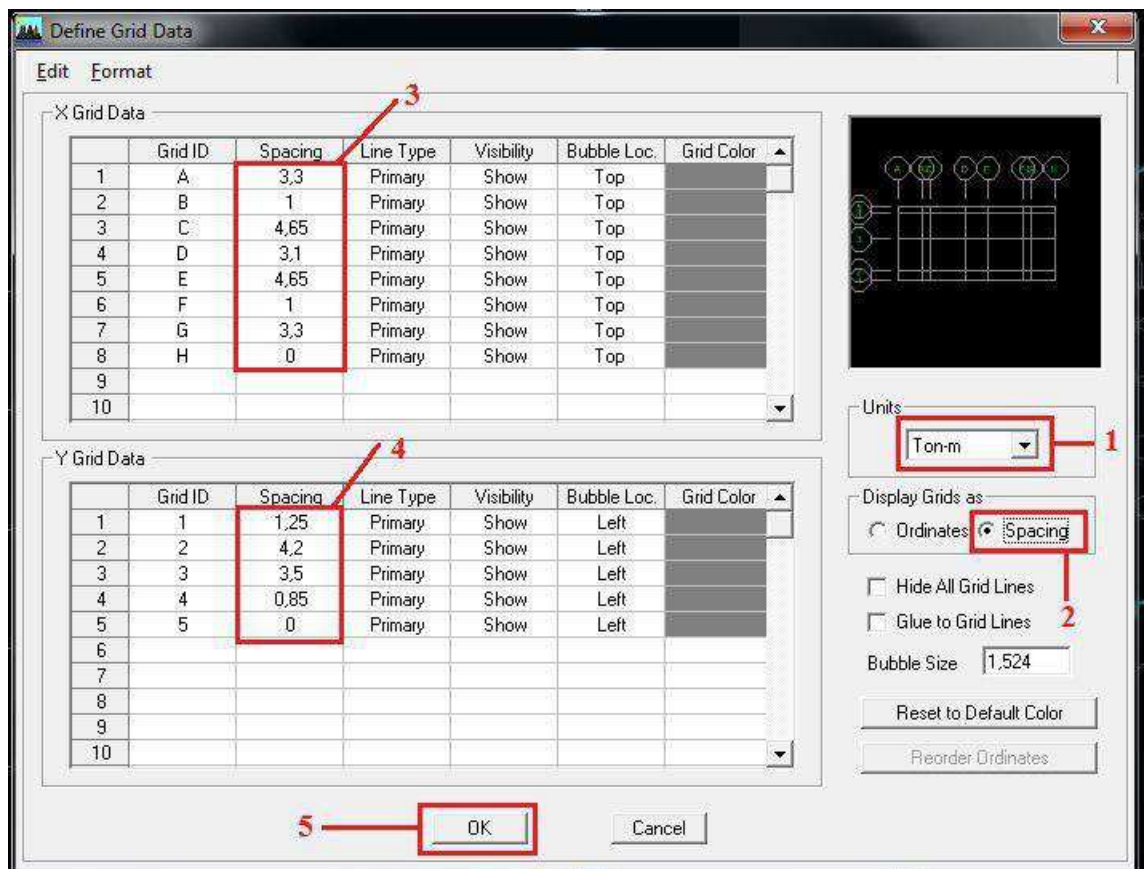 Define Grid Data
Edit Format
3
X Grid Data
Grid ID Spacing Line Type Visibility Bubble Loc. Grid Color
1 A 3,3 Primary Show Top
2 B 1 Primary Show Top
3 C 4,65 Primary Show Top
4 D 3,1 Primary Show Top
5 E 4,65 Primary Show Top
6 F 1 Primary Show Top
7 G 3,3 Primary Show Top
8 H 0 Primary Show Top
9
10
Units
Ton-m 1
4
Y Grid Data
Grid ID Spacing Line Type Visibility Bubble Loc. Grid Color
1 1 1,25 Primary Show Left
2 2 4,2 Primary Show Left
3 3 3,5 Primary Show Left
4 4 0,85 Primary Show Left
5 5 0 Primary Show Left
6
7
8
9
10
Display Grids as
Ordinates Spacing
2
Hide All Grid Lines
Glue to Grid Lines
Bubble Size 1,524
Reset to Default Color
Reorder Ordinates
5 OK Cancel